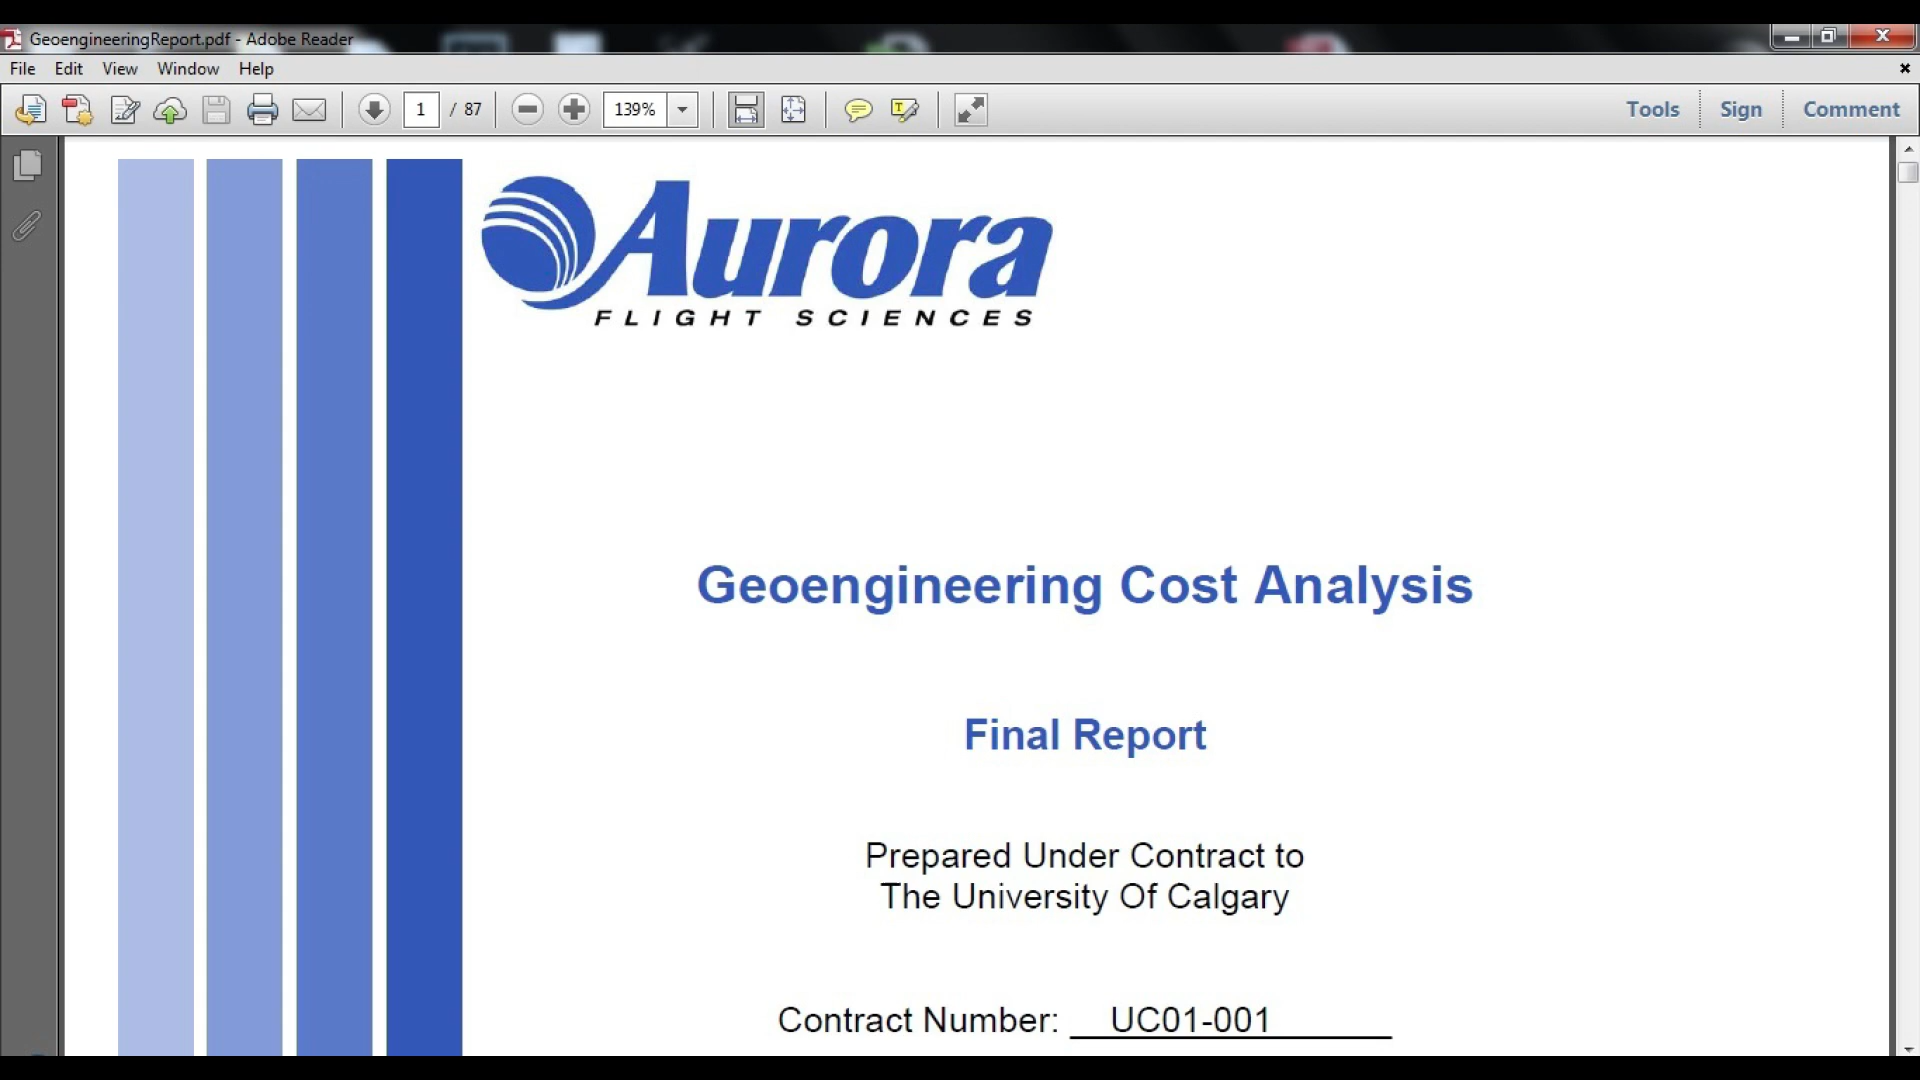 GeoengineeringReport.pdf - Adobe Reader
File Edit View Window Help
1 / 87 139% Tools Sign Comment
Aurora
FLIGHT SCIENCES
Geoengineering Cost Analysis
Final Report
Prepared Under Contract to
The University Of Calgary
Contract Number: UC01-001